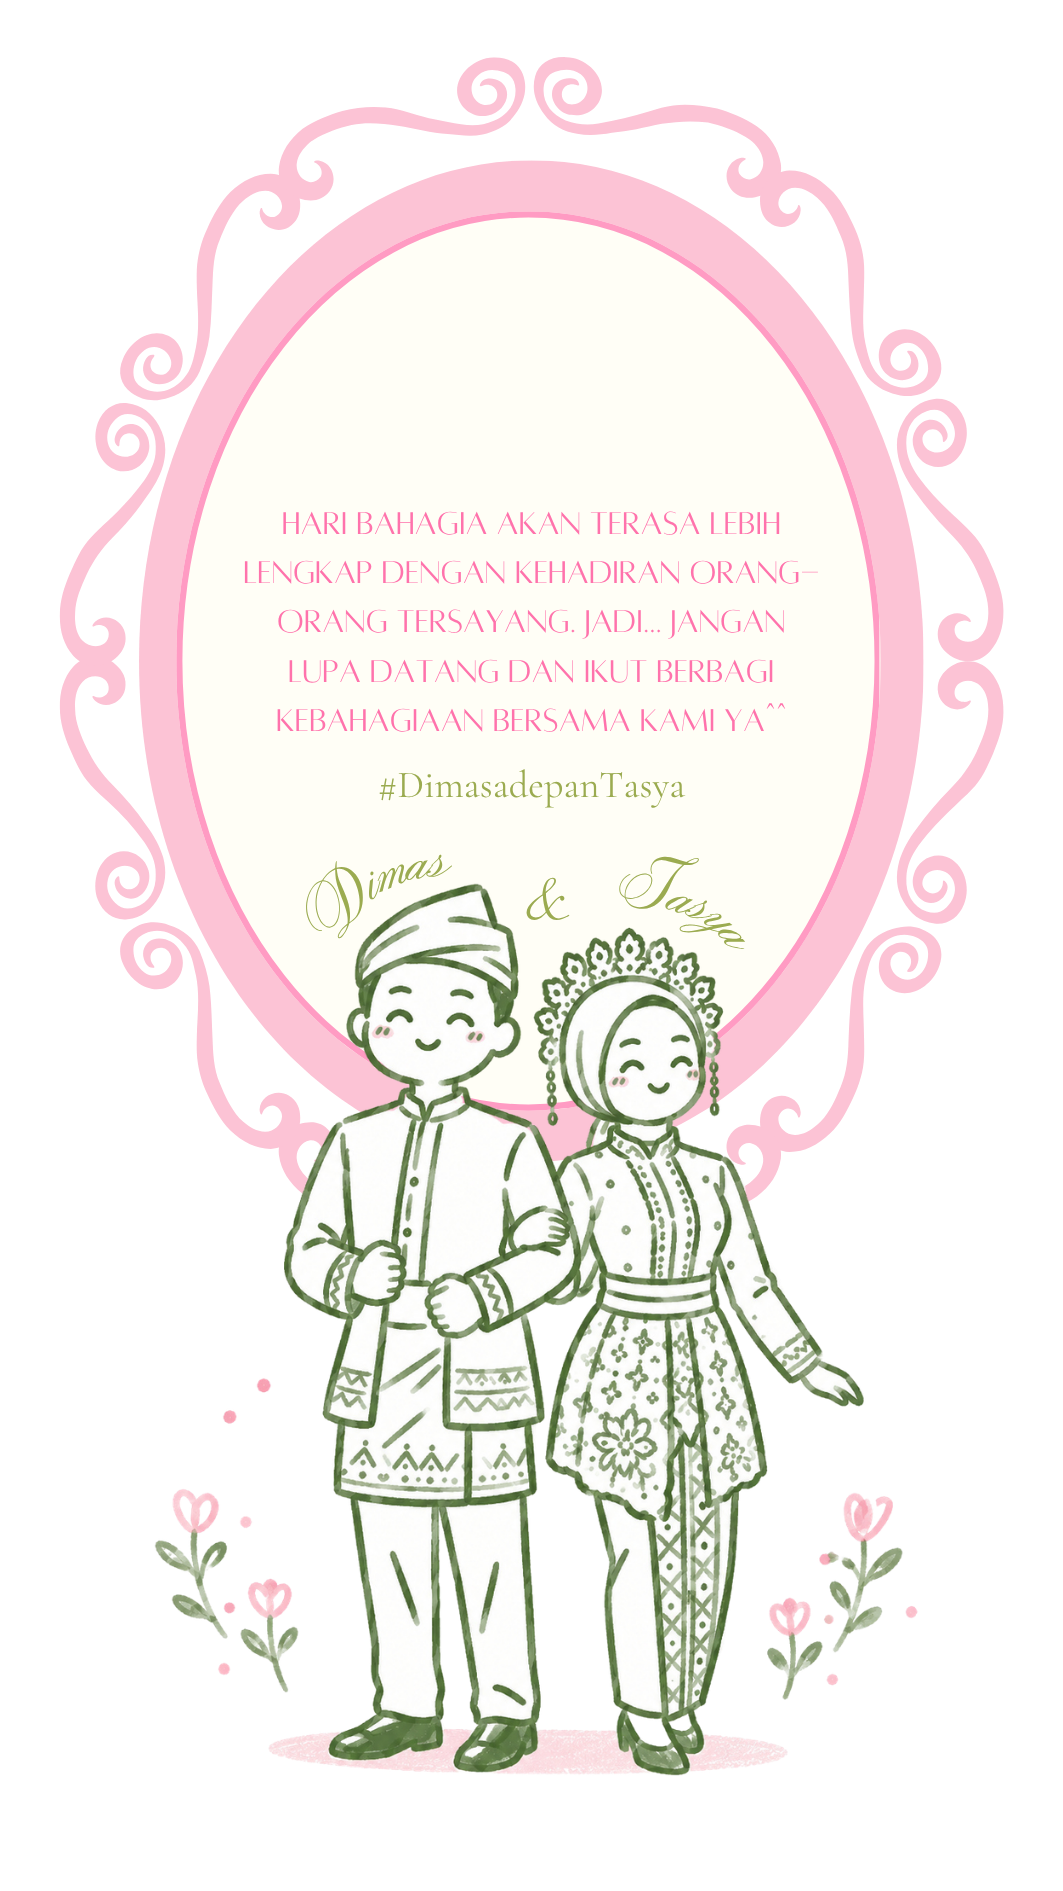 HARI BAHAGIA AKAN TERASA LEBIH
LENGKAP DENGAN KEHADIRAN ORANG-
ORANG TERSAYANG. JADI... JANGAN
LUPA DATANG DAN IKUT BERBAGI
KEBAHAGIAAN BERSAMA KAMI YA^^
#DimasadepanTasya
Dimas & Tasya